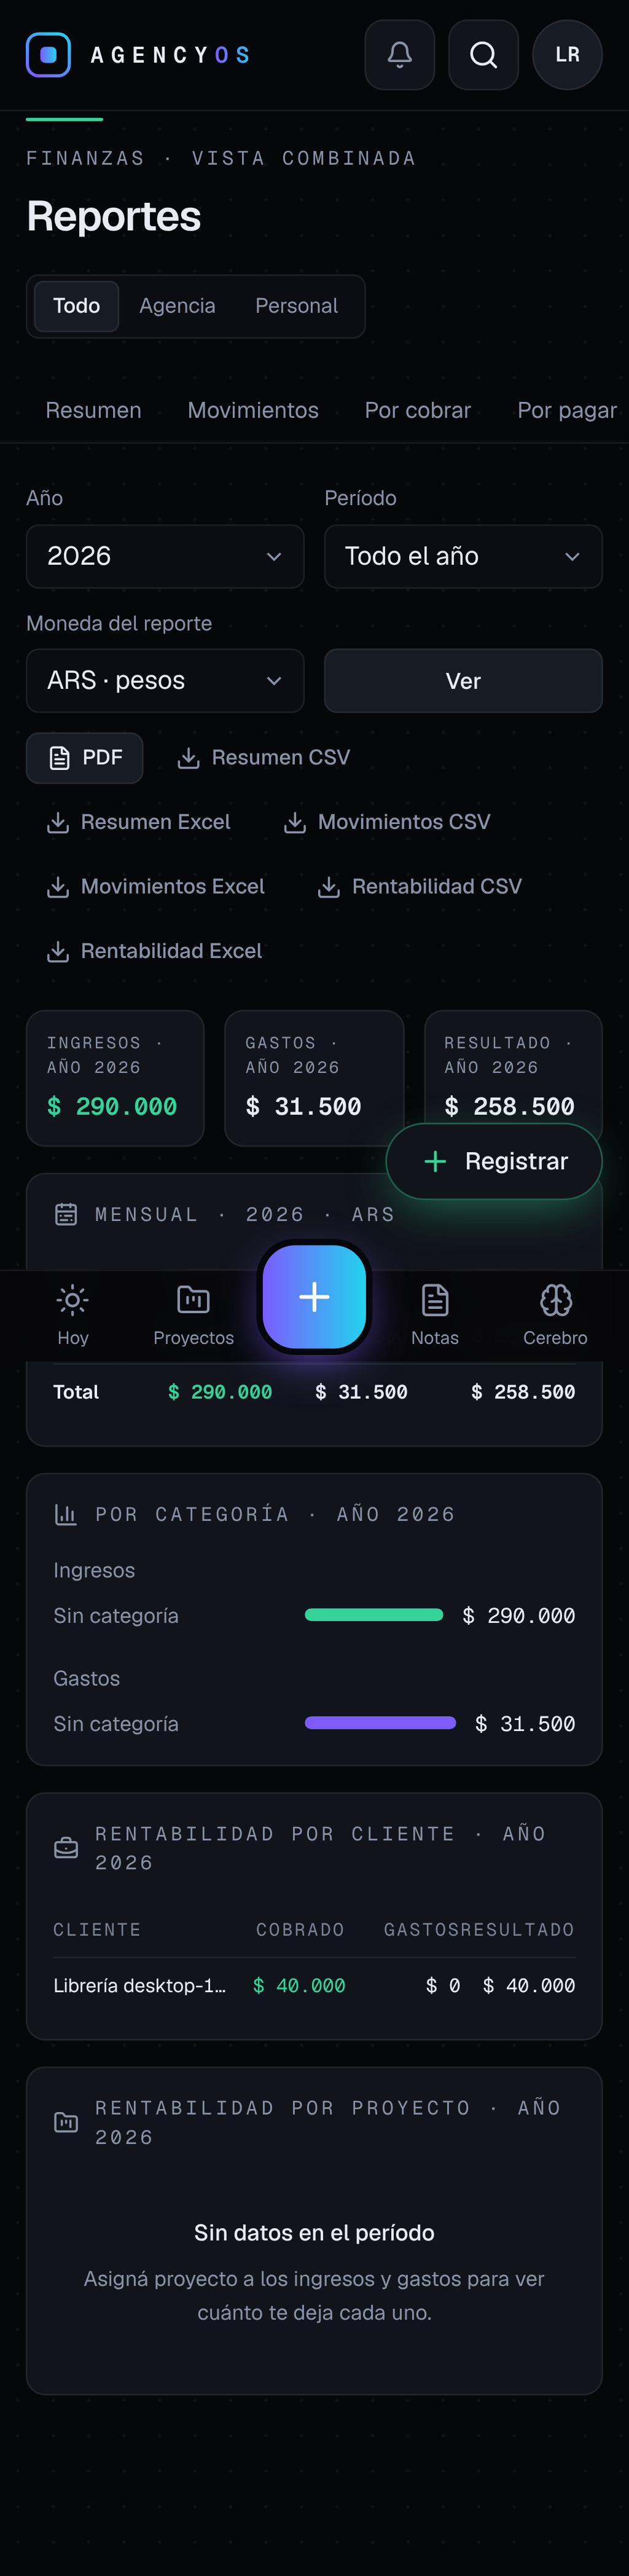 AGENCYOS
LR
FINANZAS · VISTA COMBINADA
Reportes
Todo Agencia Personal
Resumen Movimientos Por cobrar Por pagar
Año Período
2026 Todo el año
Moneda del reporte
ARS · pesos Ver
PDF Resumen CSV
Resumen Excel Movimientos CSV
Movimientos Excel Rentabilidad CSV
Rentabilidad Excel
INGRESOS ·
AÑO 2026
$ 290.000
GASTOS ·
AÑO 2026
$ 31.500
RESULTADO ·
AÑO 2026
$ 258.500
Registrar
MENSUAL · 2026 · ARS
Hoy Proyectos Notas Cerebro
Total $ 290.000 $ 31.500 $ 258.500
POR CATEGORÍA · AÑO 2026
Ingresos
Sin categoría $ 290.000
Gastos
Sin categoría $ 31.500
RENTABILIDAD POR CLIENTE · AÑO
2026
CLIENTE COBRADO GASTOS RESULTADO
Librería desktop-1… $ 40.000 $ 0 $ 40.000
RENTABILIDAD POR PROYECTO · AÑO
2026
Sin datos en el período
Asigná proyecto a los ingresos y gastos para ver
cuánto te deja cada uno.